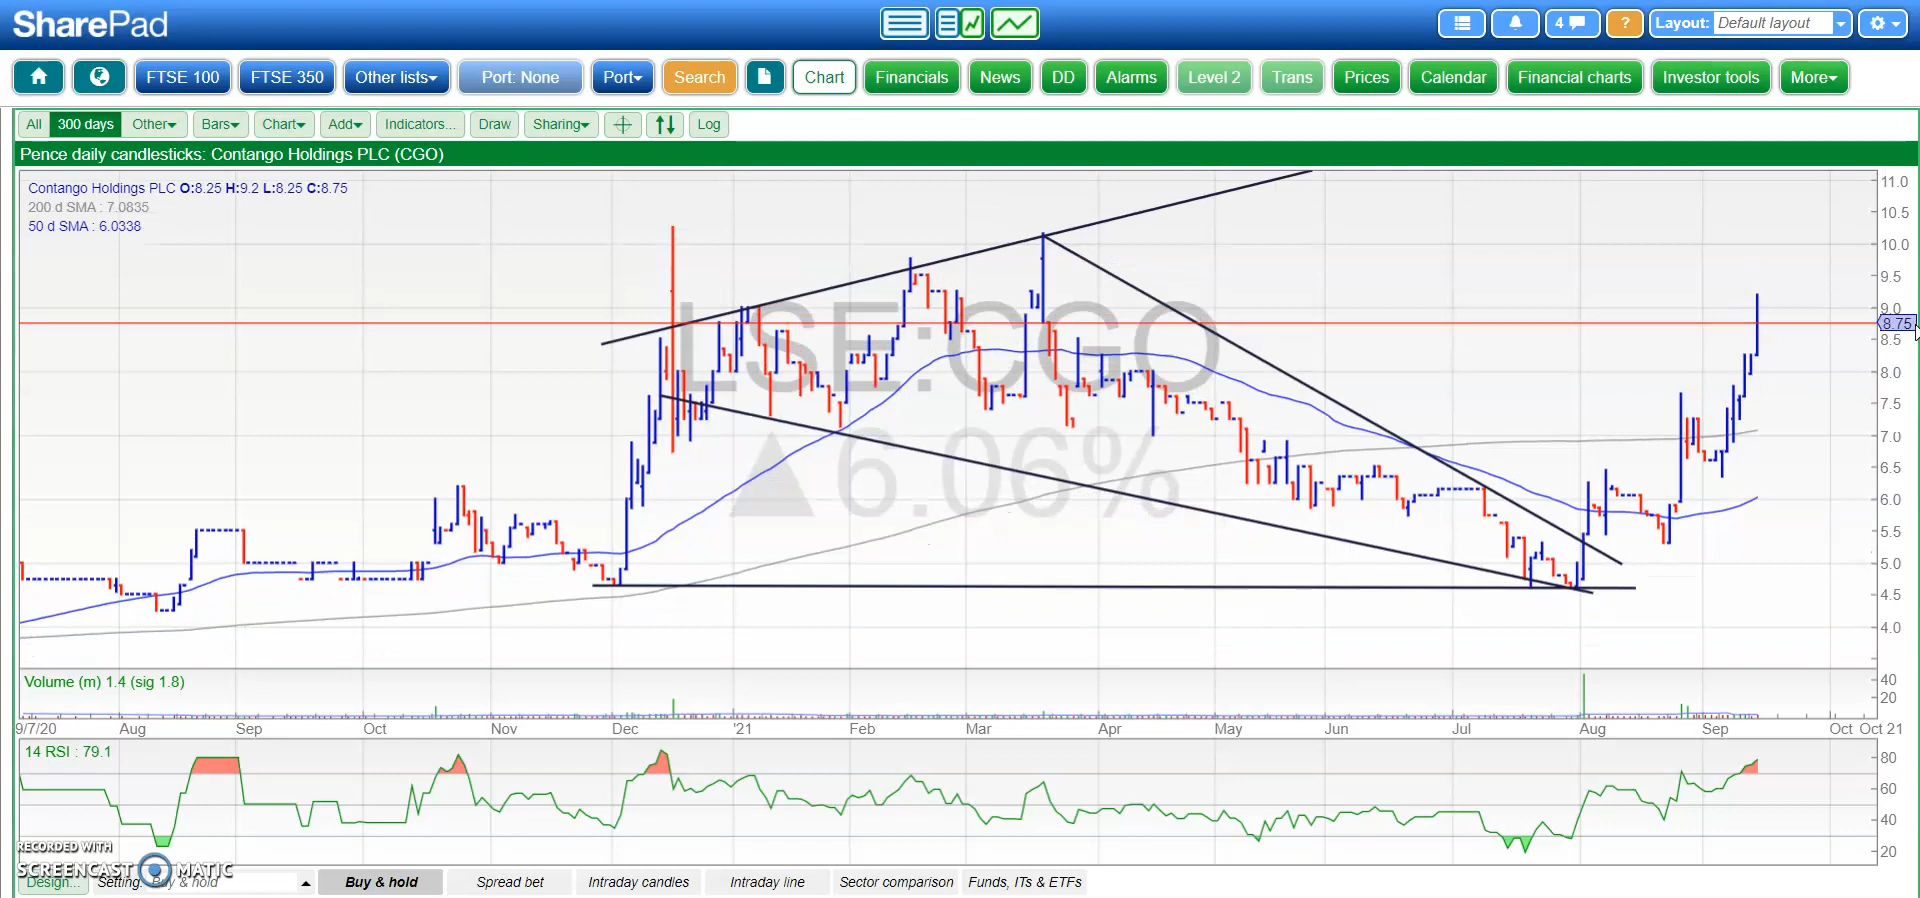 SharePad
4 ? Layout: Default layout
FTSE 100 FTSE 350 Other lists Port: None Port Search Chart Financials News DD Alarms Level 2 Trans Prices Calendar Financial charts Investor tools More
All 300 days Other Bars Chart Add Indicators... Draw Sharing Log
Pence daily candlesticks: Contango Holdings PLC (CGO)
Contango Holdings PLC O:8.25 H:9.2 L:8.25 C:8.75
200 d SMA : 7.0835
50 d SMA : 6.0338
LSE:CGO
▲6.06%
11.0
10.5
10.0
9.5
9.0
8.75
8.5
8.0
7.5
7.0
6.5
6.0
5.5
5.0
4.5
4.0
Volume (m) 1.4 (sig 1.8)
40
20
9/7/20 Aug Sep Oct Nov Dec '21 Feb Mar Apr May Jun Jul Aug Sep Oct Oct 21
14 RSI : 79.1
80
60
40
20
RECORDED WITH
SCREENCAST MATIC
Design... Setting: Buy & hold Buy & hold Spread bet Intraday candles Intraday line Sector comparison Funds, ITs & ETFs